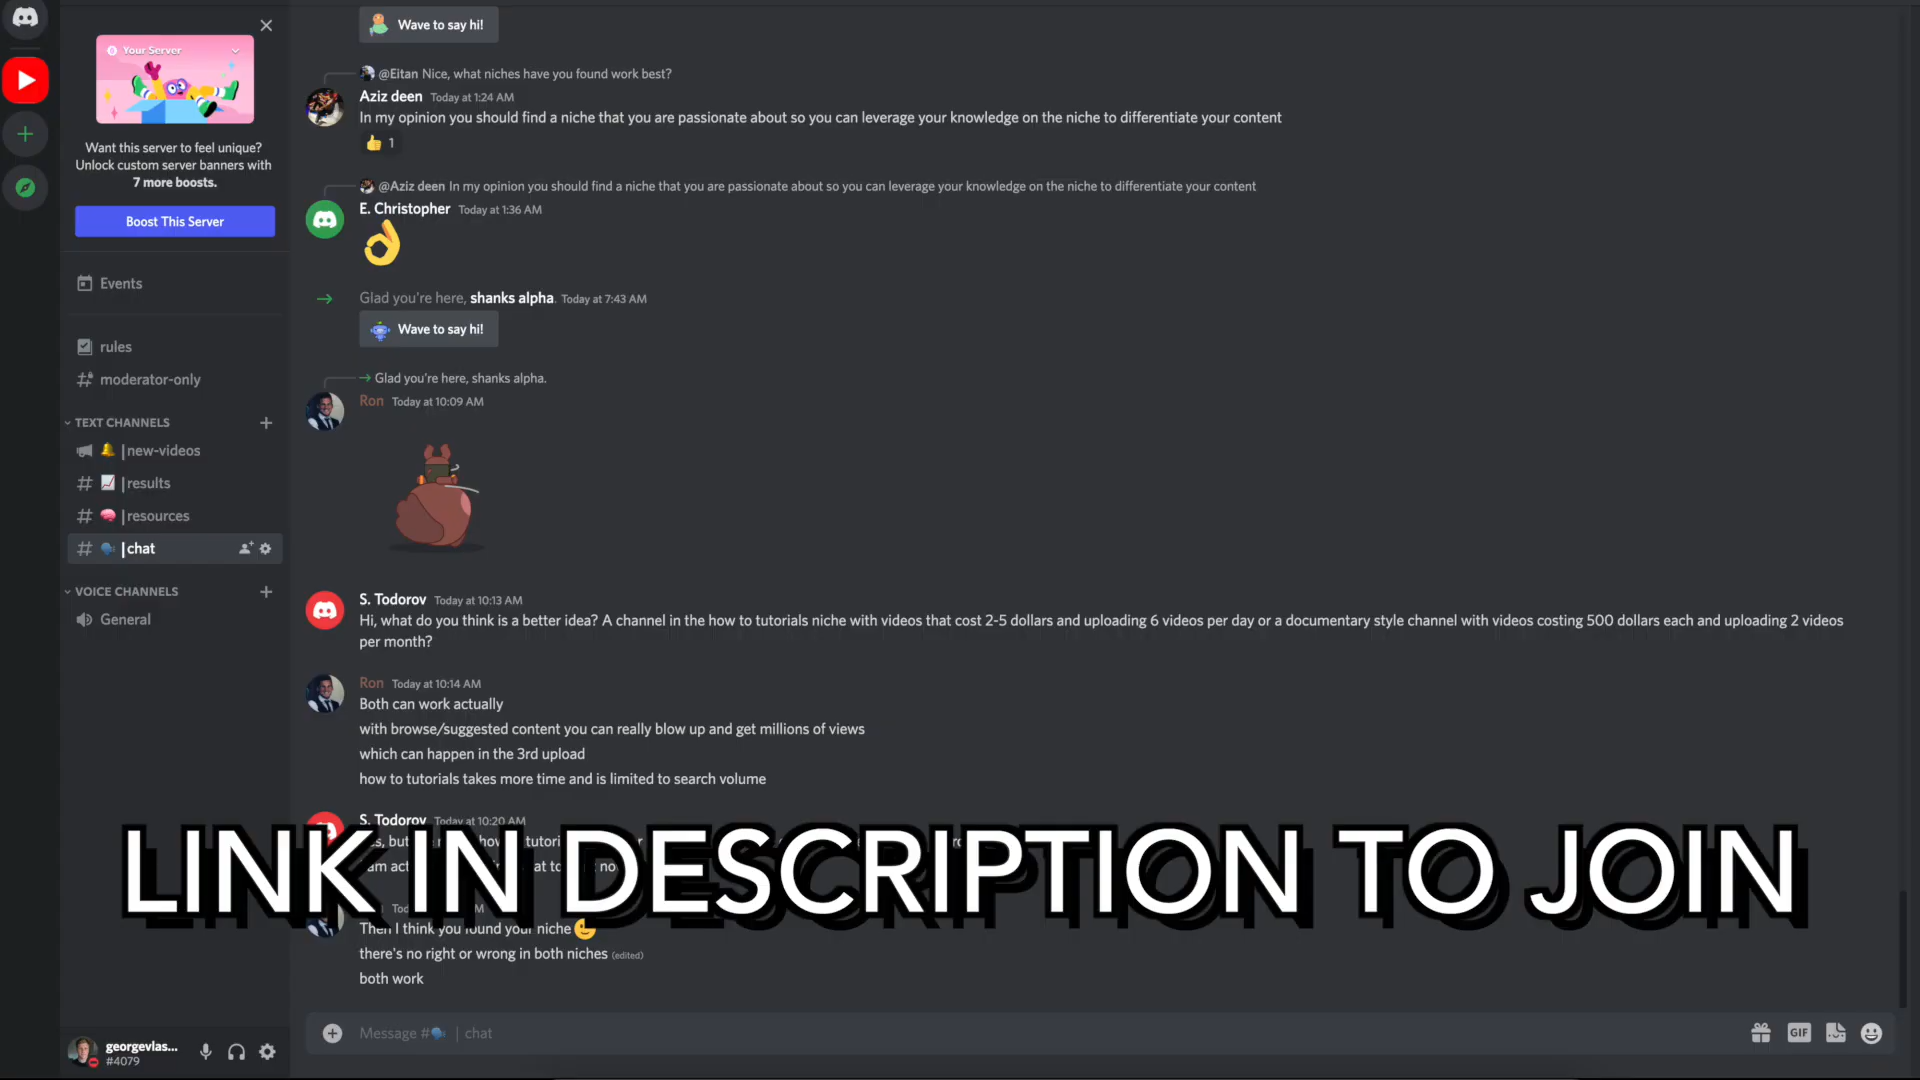 Your Server
Want this server to feel unique?
Unlock custom server banners with
7 more boosts.
Boost This Server
Events
rules
moderator-only
TEXT CHANNELS
|new-videos
|results
|resources
|chat
VOICE CHANNELS
General
georgevlas...
#4079
Wave to say hi!
@Eitan Nice, what niches have you found work best?
Aziz deen Today at 1:24 AM
In my opinion you should find a niche that you are passionate about so you can leverage your knowledge on the niche to differentiate your content
1
@Aziz deen In my opinion you should find a niche that you are passionate about so you can leverage your knowledge on the niche to differentiate your content
E. Christopher Today at 1:36 AM
Glad you're here, shanks alpha. Today at 7:43 AM
Wave to say hi!
Glad you're here, shanks alpha.
Ron Today at 10:09 AM
S. Todorov Today at 10:13 AM
Hi, what do you think is a better idea? A channel in the how to tutorials niche with videos that cost 2-5 dollars and uploading 6 videos per day or a documentary style channel with videos costing 500 dollars each and uploading 2 videos
per month?
Ron Today at 10:14 AM
Both can work actually
with browse/suggested content you can really blow up and get millions of views
which can happen in the 3rd upload
how to tutorials takes more time and is limited to search volume
S. Todorov Today at 10:20 AM
LINK IN DESCRIPTION TO JOIN
Then I think you found your niche
there's no right or wrong in both niches (edited)
both work
Message # | chat
GIF